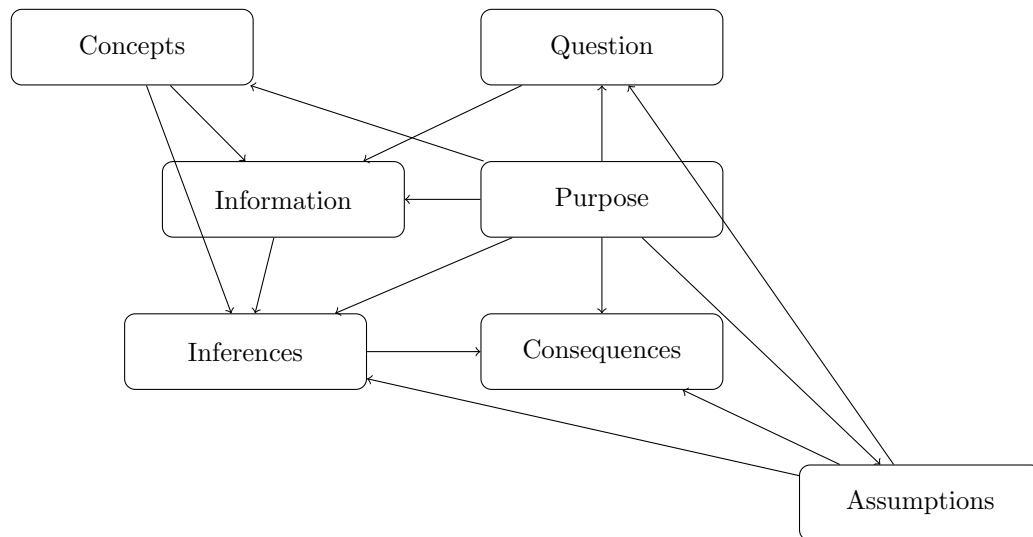 Concepts
Question
Information
Purpose
Inferences
Consequences
Assumptions